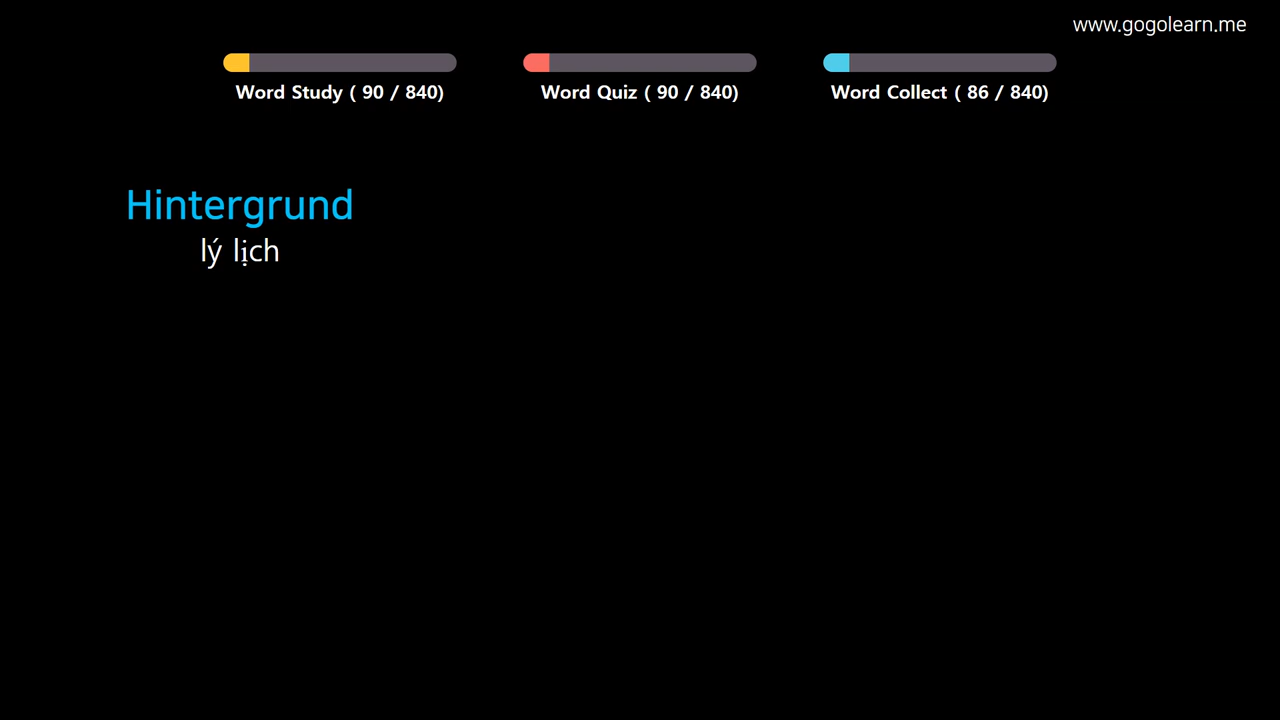 www.gogolearn.me
Word Study ( 90 / 840)
Word Quiz ( 90 / 840)
Word Collect ( 86 / 840)
Hintergrund
lý lịch